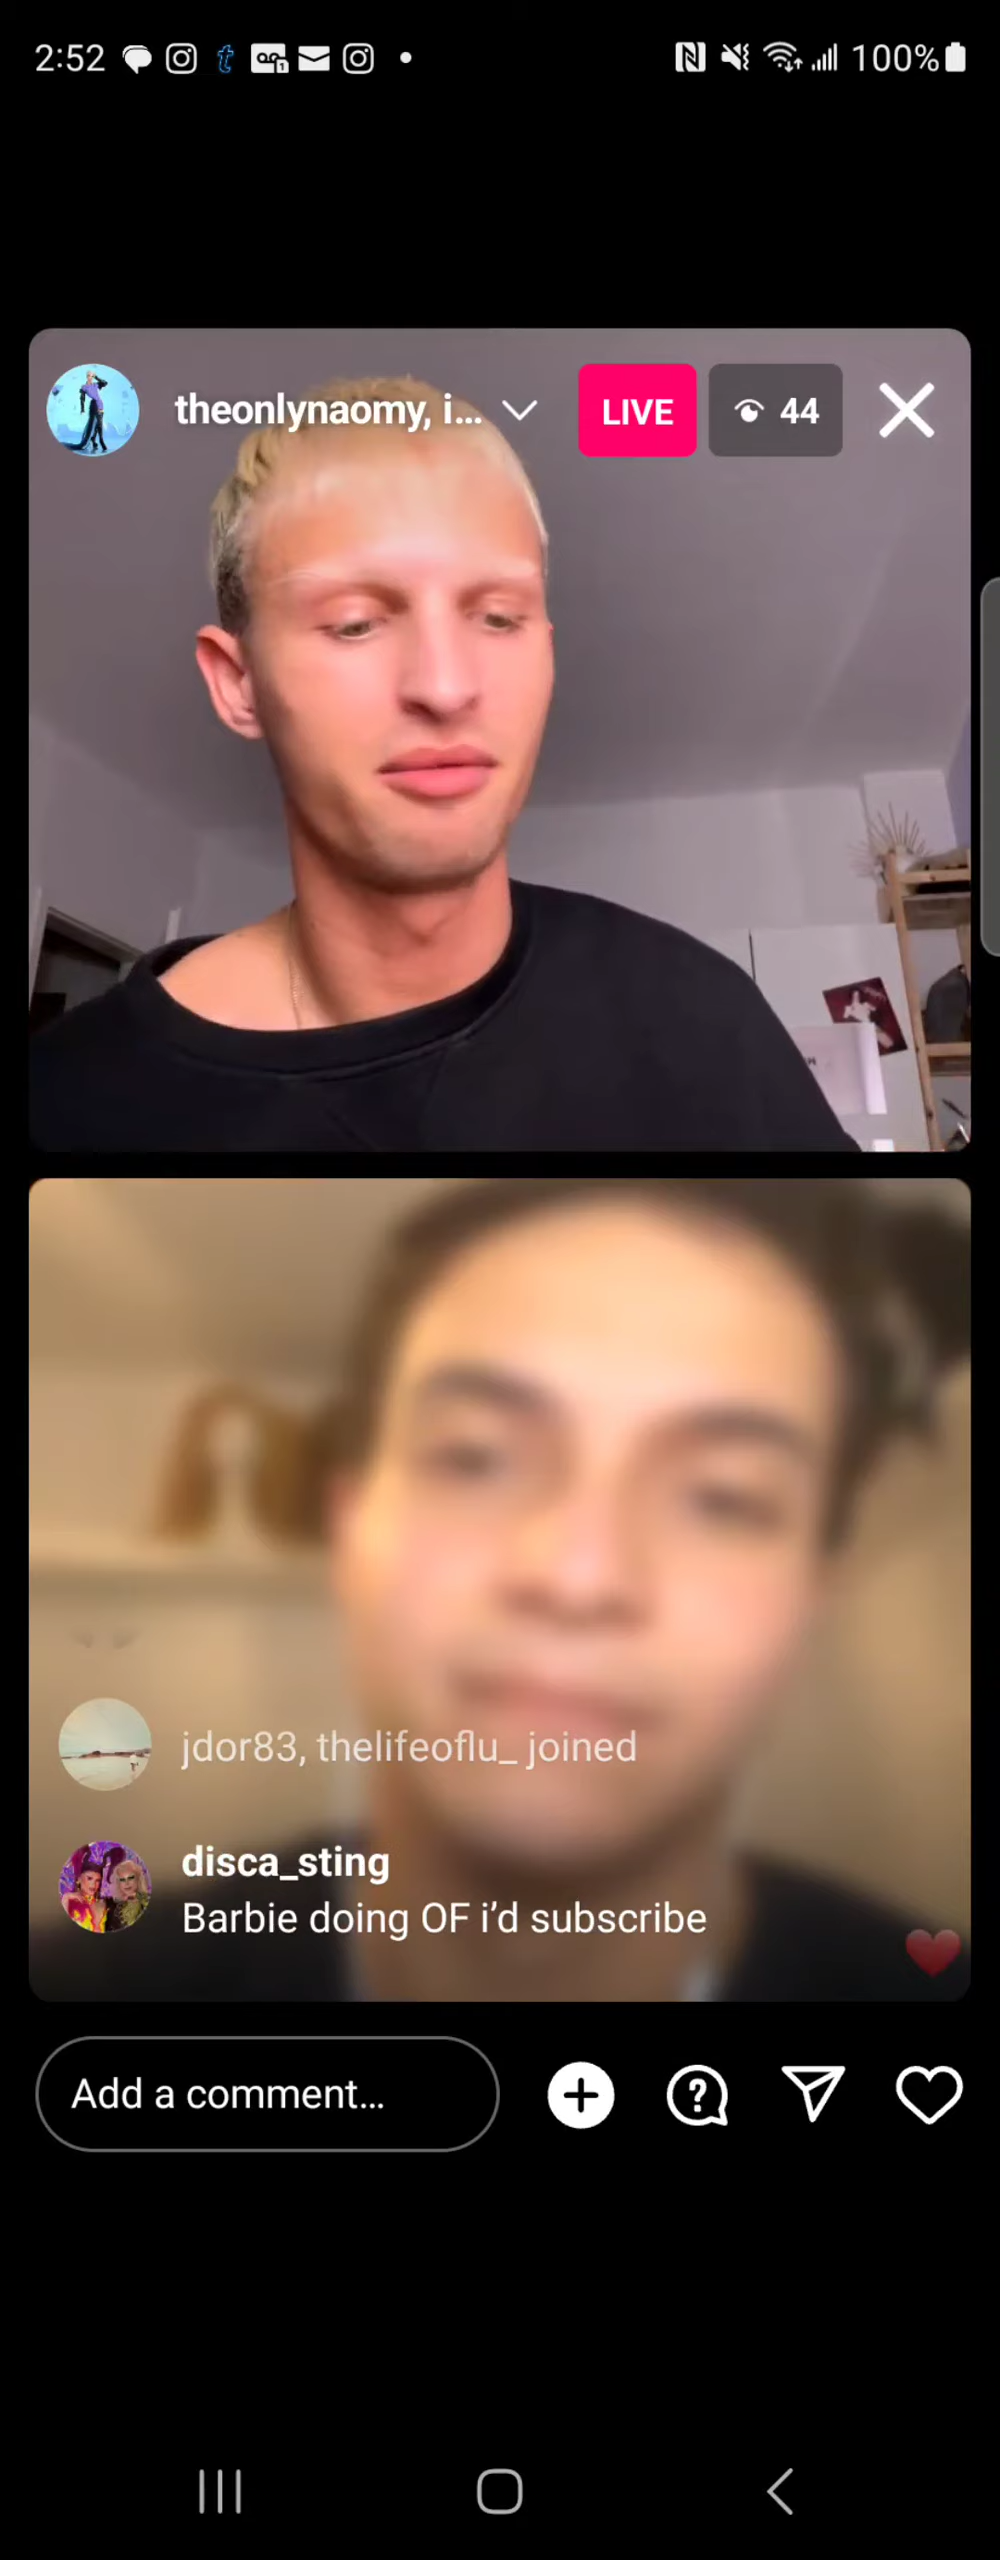 2:52
100%
theonlynaomy, i...
LIVE
44
jdor83, thelifeoflu_ joined
disca_sting
Barbie doing OF i’d subscribe
Add a comment...